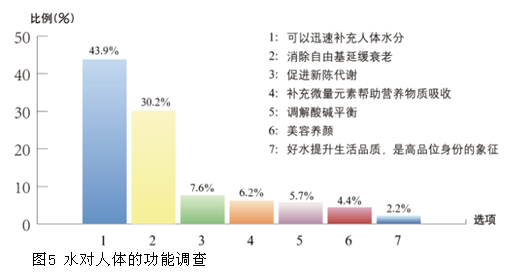 比例(%)
50
40
30
20
10
0
43.9%
30.2%
7.6%
6.2%
5.7%
4.4%
2.2%
1：可以迅速补充人体水分
2：消除自由基延缓衰老
3：促进新陈代谢
4：补充微量元素帮助营养物质吸收
5：调解酸碱平衡
6：美容养颜
7：好水提升生活品质，是高品位身份的象征
1 2 3 4 5 6 7
选项
图5 水对人体的功能调查